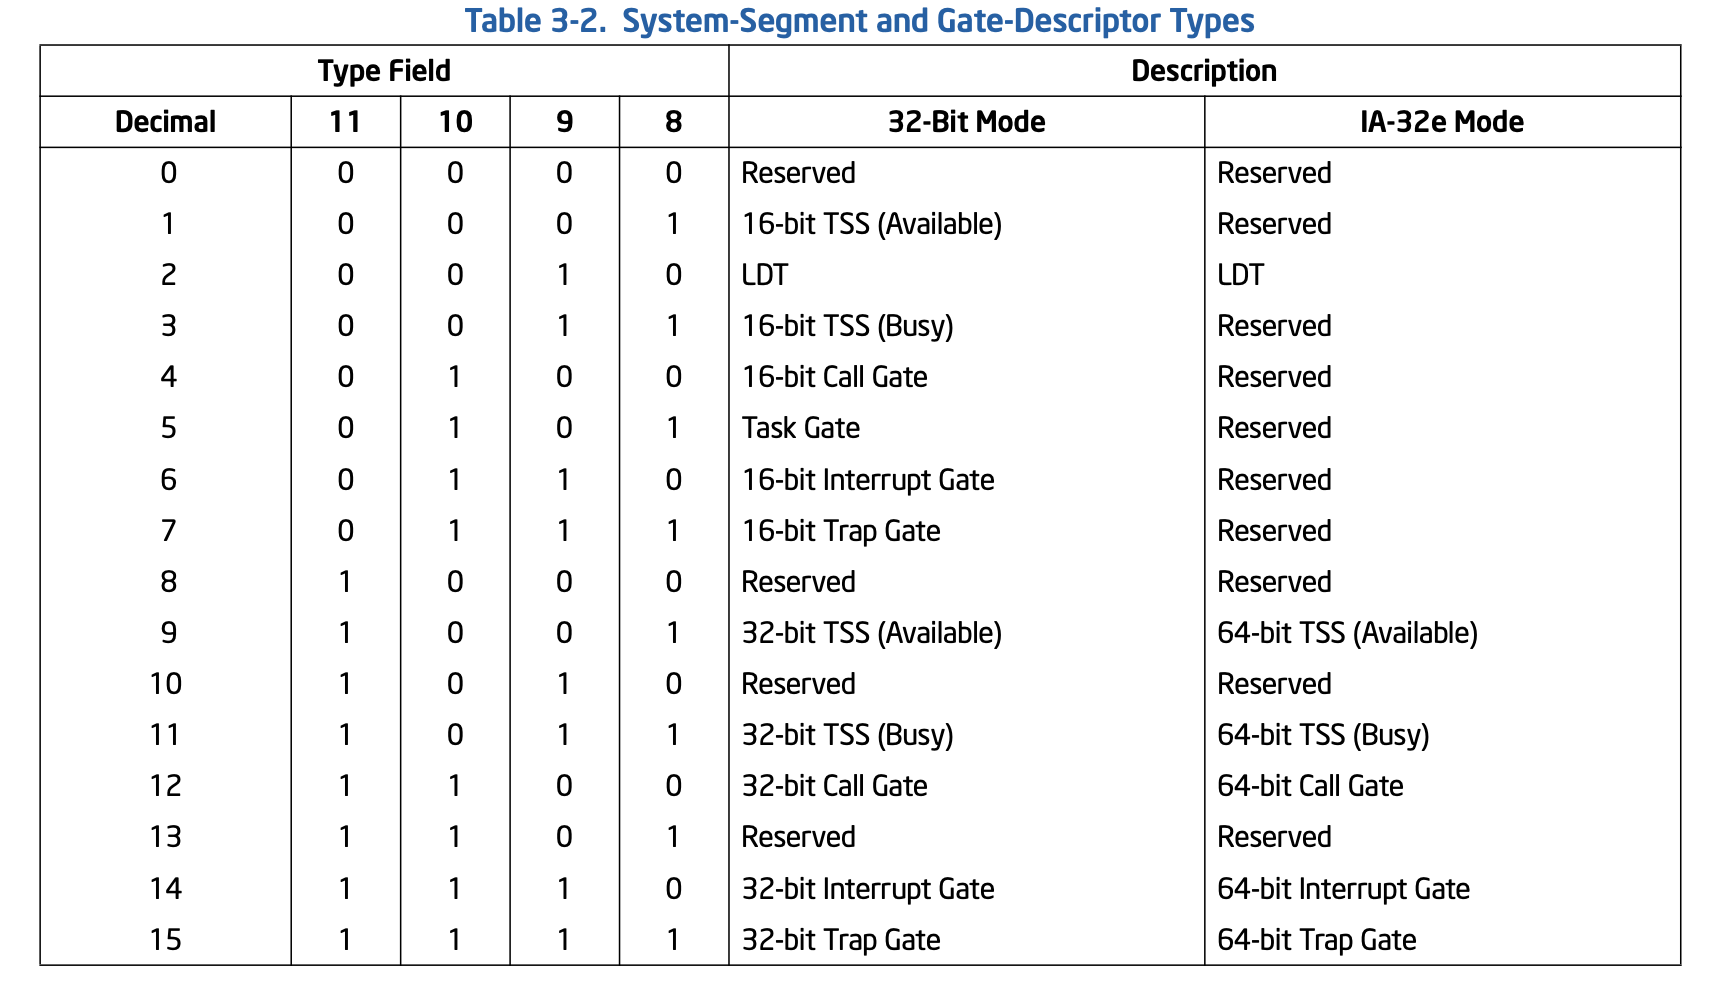 Table 3-2. System-Segment and Gate-Descriptor Types
Type Field Description
Decimal 11 10 9 8 32-Bit Mode IA-32e Mode
0 0 0 0 0 Reserved Reserved
1 0 0 0 1 16-bit TSS (Available) Reserved
2 0 0 1 0 LDT LDT
3 0 0 1 1 16-bit TSS (Busy) Reserved
4 0 1 0 0 16-bit Call Gate Reserved
5 0 1 0 1 Task Gate Reserved
6 0 1 1 0 16-bit Interrupt Gate Reserved
7 0 1 1 1 16-bit Trap Gate Reserved
8 1 0 0 0 Reserved Reserved
9 1 0 0 1 32-bit TSS (Available) 64-bit TSS (Available)
10 1 0 1 0 Reserved Reserved
11 1 0 1 1 32-bit TSS (Busy) 64-bit TSS (Busy)
12 1 1 0 0 32-bit Call Gate 64-bit Call Gate
13 1 1 0 1 Reserved Reserved
14 1 1 1 0 32-bit Interrupt Gate 64-bit Interrupt Gate
15 1 1 1 1 32-bit Trap Gate 64-bit Trap Gate